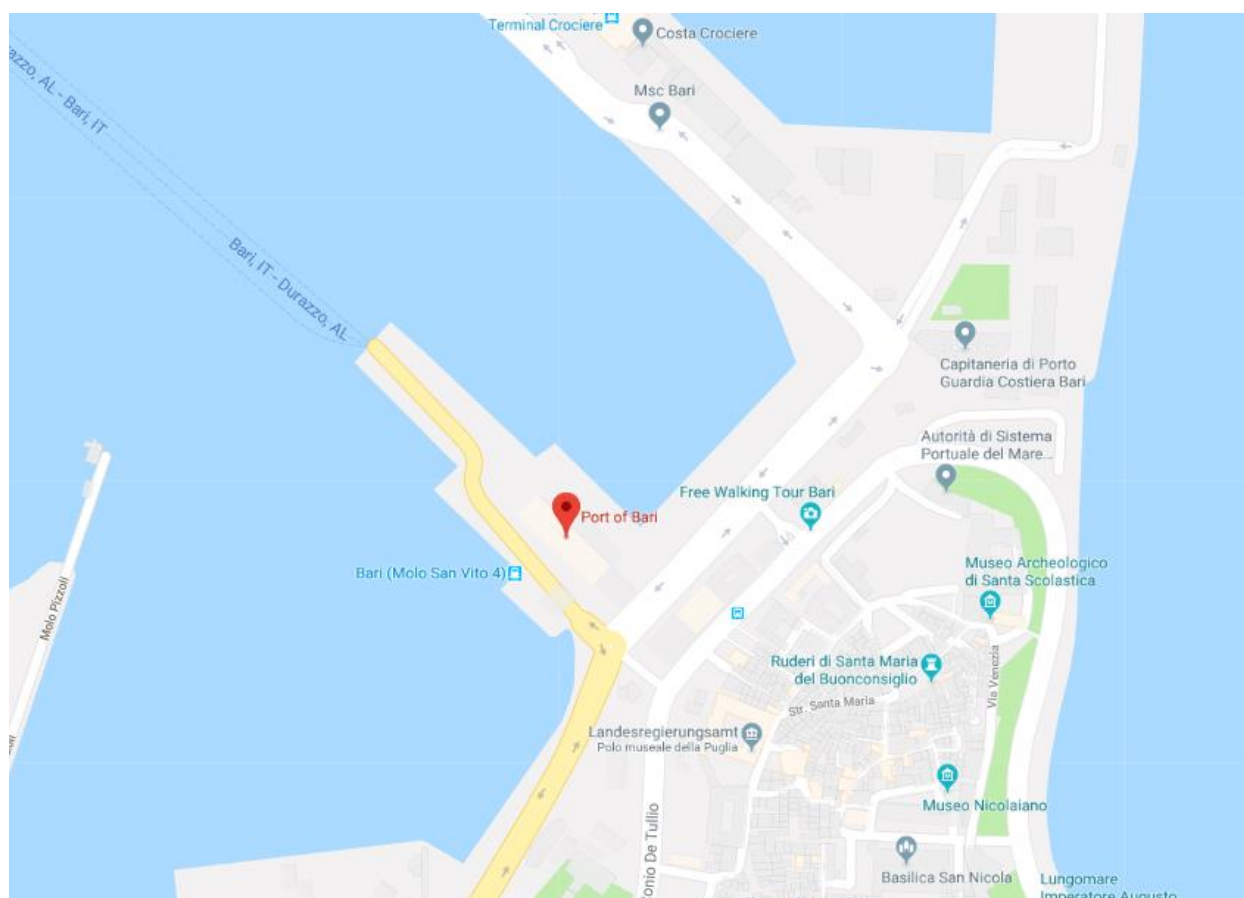 Terminal Crociere
Costa Crociere
Msc Bari
azzo, AL - Bari, IT
Bari, IT - Durazzo, AL
Capitaneria di Porto
Guardia Costiera Bari
Autorità di Sistema
Portuale del Mare...
Free Walking Tour Bari
Port of Bari
Bari (Molo San Vito 4)
Molo Pizzoli
Museo Archeologico
di Santa Scolastica
Ruderi di Santa Maria
del Buonconsiglio
Via Venezia
Str. Santa Maria
Landesregierungsamt
Polo museale della Puglia
Museo Nicolaiano
onio De Tullio
Basilica San Nicola
Lungomare
Imperatore Augusto